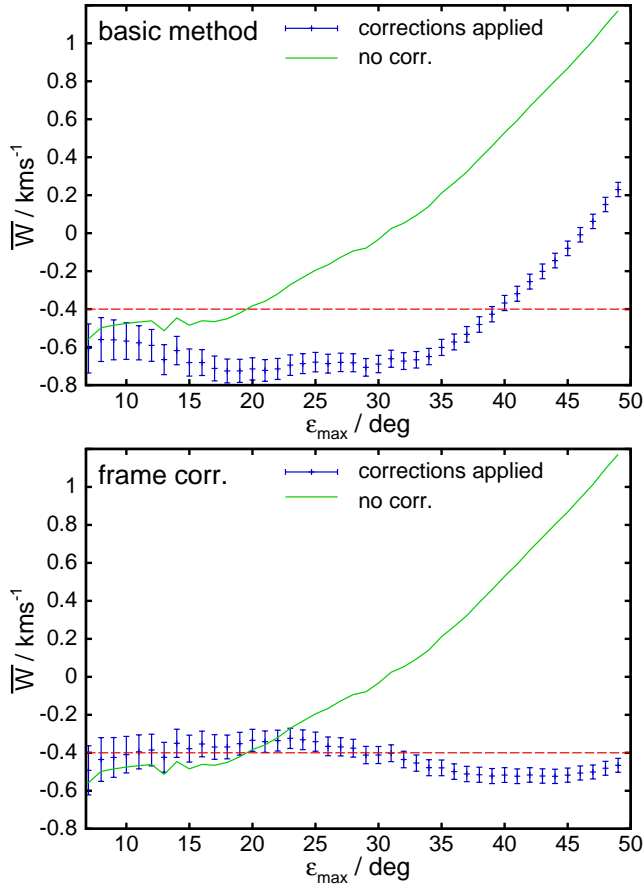 basic method
corrections applied
no corr.
1
0.8
0.6
0.4
0.2
0
-0.2
-0.4
-0.6
-0.8
W̅ / kms⁻¹
10 15 20 25 30 35 40 45 50
εmax / deg
frame corr.
corrections applied
no corr.
1
0.8
0.6
0.4
0.2
0
-0.2
-0.4
-0.6
-0.8
W̅ / kms⁻¹
10 15 20 25 30 35 40 45 50
εmax / deg